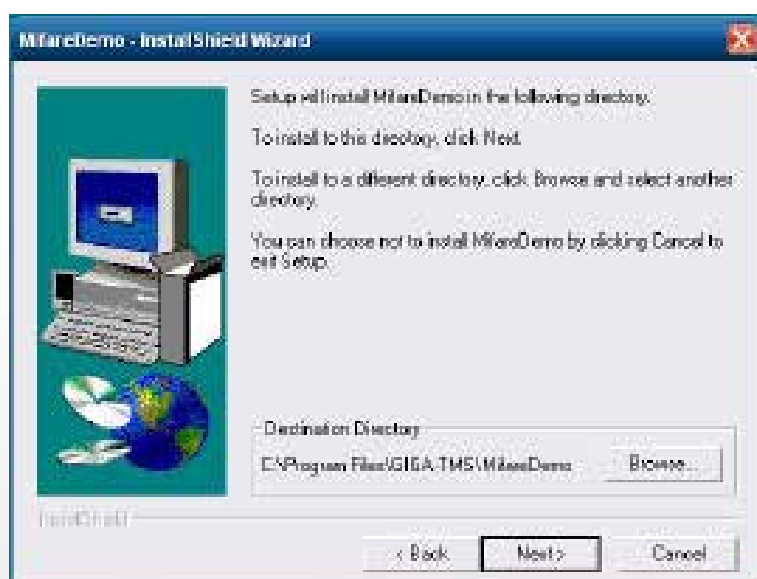 MifareDemo - InstallShield Wizard
Setup will install MifareDemo in the following directory.
To install to this directory, click Next.
To install to a different directory, click Browse and select another
directory.
You can choose not to install MifareDemo by clicking Cancel to
exit Setup.
Destination Directory
C:\Program Files\GIGA-TMS\MifareDemo
Browse...
InstallShield
< Back
Next >
Cancel